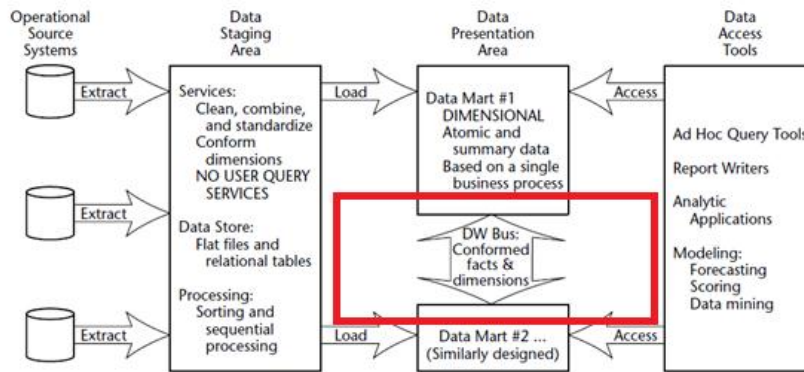 Operational
Source
Systems
Data
Staging
Area
Data
Presentation
Area
Data
Access
Tools
Extract
Services:
Clean, combine,
and standardize
Conform
dimensions
NO USER QUERY
SERVICES
Load
Data Mart #1
DIMENSIONAL
Atomic and
summary data
Based on a single
business process
Access
Ad Hoc Query Tools
Report Writers
Analytic
Applications
Modeling:
Forecasting
Scoring
Data mining
Extract
Data Store:
Flat files and
relational tables
DW Bus:
Conformed
facts &
dimensions
Processing:
Sorting and
sequential
processing
Extract
Load
Data Mart #2 ...
(Similarly designed)
Access